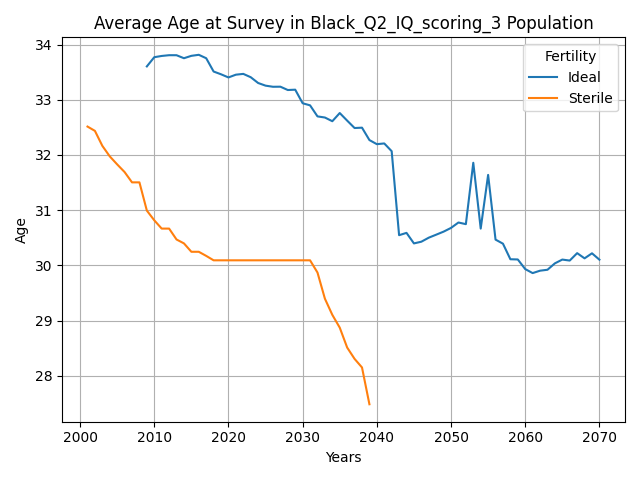 Average Age at Survey in Black_Q2_IQ_scoring_3 Population
Fertility
Ideal
Sterile
34
33
32
31
30
29
28
Age
2000 2010 2020 2030 2040 2050 2060 2070
Years